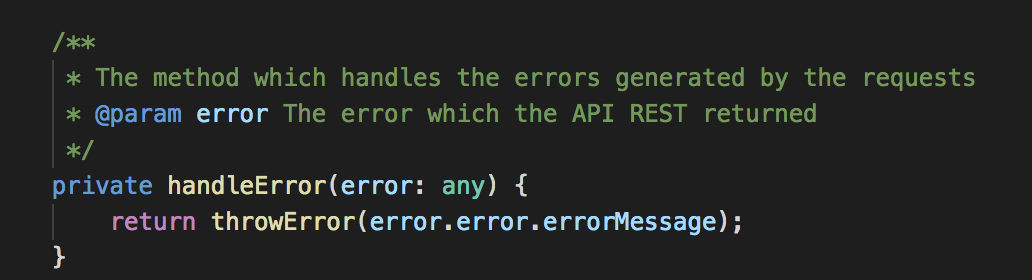 /**
 * The method which handles the errors generated by the requests
 * @param error The error which the API REST returned
 */
private handleError(error: any) {
    return throwError(error.error.errorMessage);
}